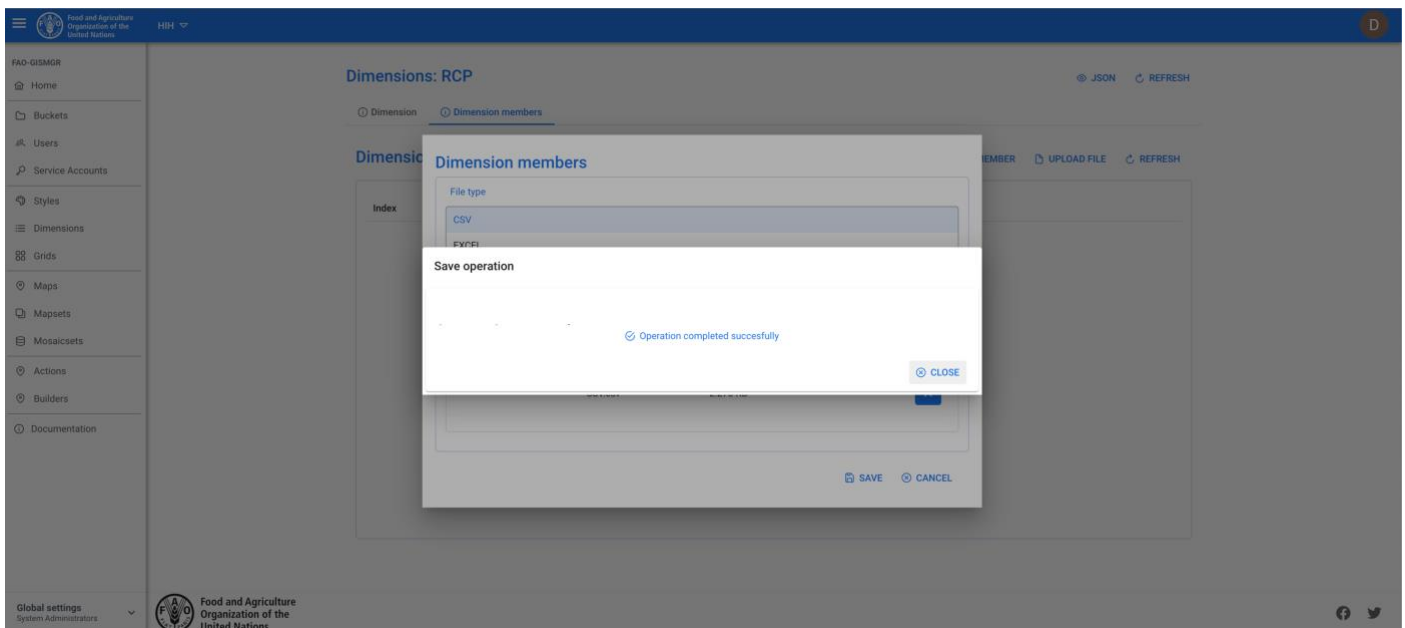 Food and Agriculture
Organization of the
United Nations
HIH
D
FAO-GISMGR
Home
Buckets
Users
Service Accounts
Styles
Dimensions
Grids
Maps
Mapsets
Mosaicsets
Actions
Builders
Documentation
Global settings
System Administrators
Dimensions: RCP
JSON
REFRESH
Dimension
Dimension members
UPLOAD FILE
REFRESH
Index
Dimension members
File type
CSV
EXCEL
Save operation
Operation completed succesfully
CLOSE
SAVE
CANCEL
Food and Agriculture
Organization of the
United Nations